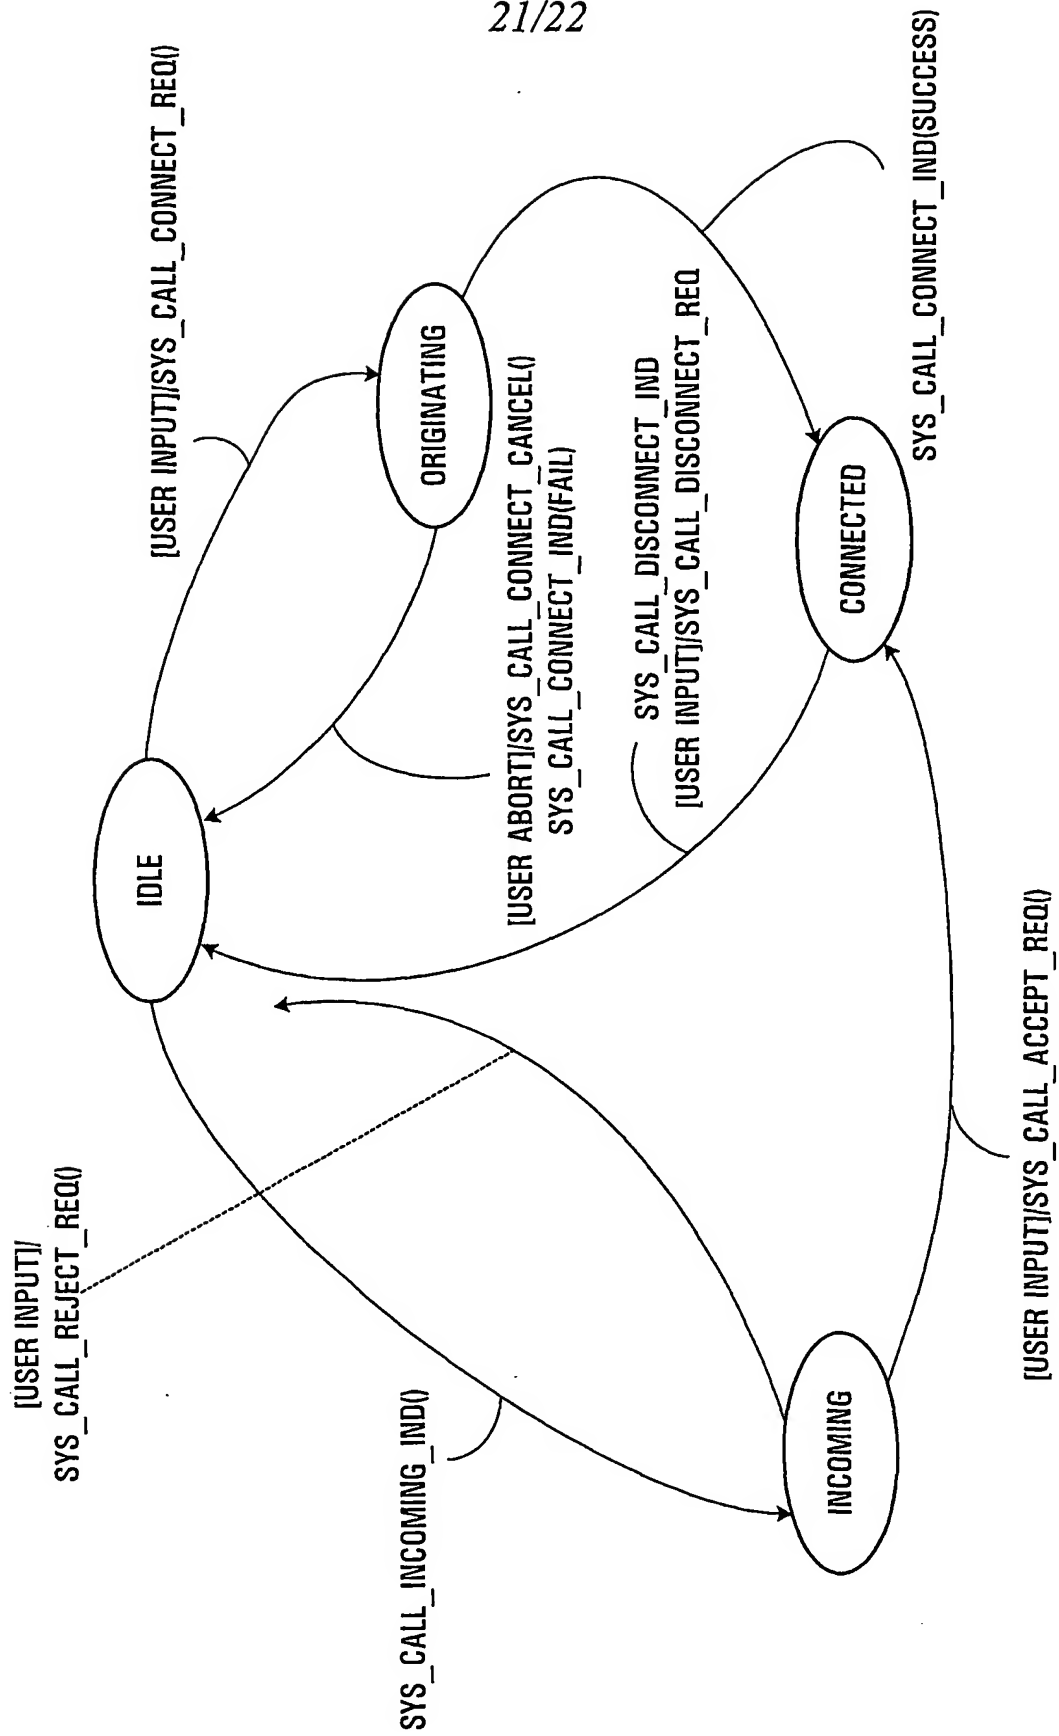 21/22
[USER INPUT]/SYS_CALL_CONNECT_REQ()
IDLE
ORIGINATING
[USER ABORT]/SYS_CALL_CONNECT_CANCEL()
SYS_CALL_CONNECT_IND(FAIL)
[USER INPUT]/
SYS_CALL_REJECT_REQ()
SYS_CALL_DISCONNECT_IND
[USER INPUT]/SYS_CALL_DISCONNECT_REQ
SYS_CALL_INCOMING_IND()
CONNECTED
SYS_CALL_CONNECT_IND(SUCCESS)
INCOMING
[USER INPUT]/SYS_CALL_ACCEPT_REQ()